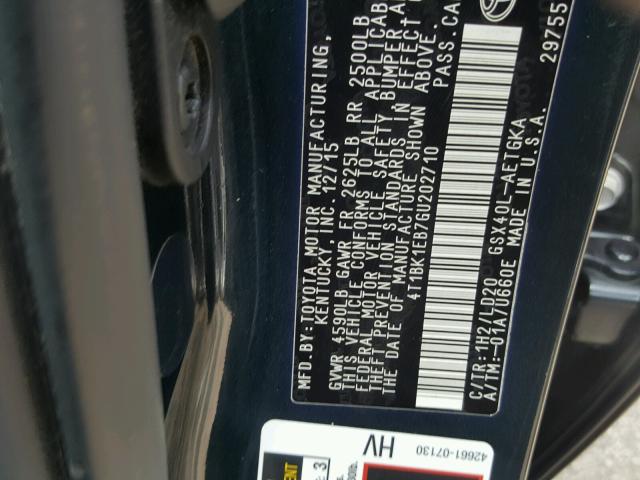 MFD.BY: TOYOTA MOTOR MANUFACTURING,
KENTUCKY, INC. 12/15
GVWR 4590LB GAWR FR 2625LB RR 2500LB
THIS VEHICLE CONFORMS TO ALL APPLICAB
FEDERAL MOTOR VEHICLE SAFETY, BUMPER, AN
THEFT PREVENTION STANDARDS IN EFFECT O
THE DATE OF MANUFACTURE SHOWN ABOVE.
4T1BK1EB7GU202710 PASS.CA
C/TR: 1H2/LD20 GSX40L-AETGKA
A/TM:-01A/U660E MADE IN U.S.A.
29755
HV
42661-07130
3